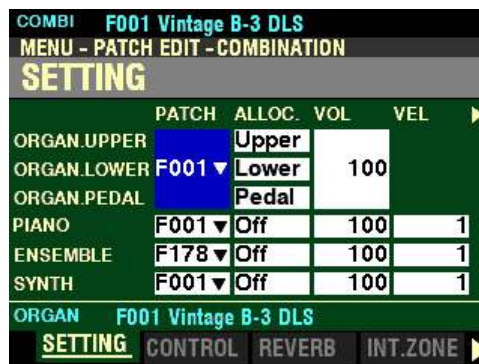 COMBI F001 Vintage B-3 DLS
MENU - PATCH EDIT -COMBINATION
SETTING
PATCH ALLOC. VOL VEL
ORGAN.UPPER Upper
ORGAN.LOWER F001 ▼ Lower 100
ORGAN.PEDAL Pedal
PIANO F001 ▼ Off 100 1
ENSEMBLE F178 ▼ Off 100 1
SYNTH F001 ▼ Off 100 1
ORGAN F001 Vintage B-3 DLS
SETTING CONTROL REVERB INT.ZONE